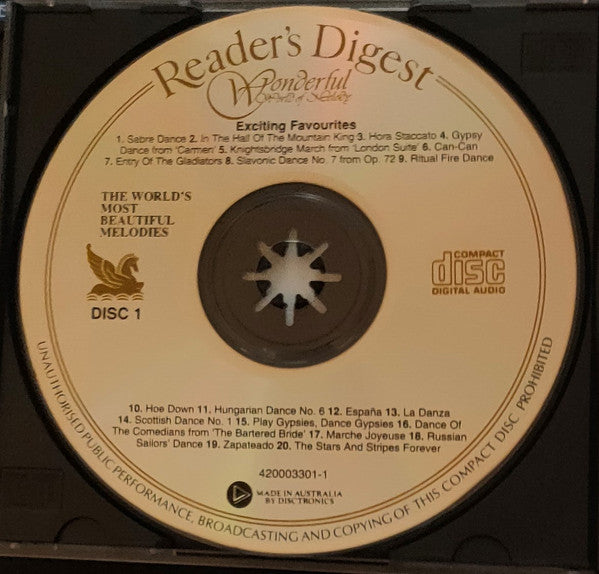 Reader's Digest
Wonderful
World of Melody
Exciting Favourites
1. Sabre Dance 2. In The Hall Of The Mountain King 3. Hora Staccato 4. Gypsy
Dance from 'Carmen' 5. Knightsbridge March from 'London Suite' 6. Can-Can
7. Entry Of The Gladiators 8. Slavonic Dance No. 7 from Op. 72 9. Ritual Fire Dance
THE WORLD'S
MOST
BEAUTIFUL
MELODIES
DISC 1
COMPACT
disc
DIGITAL AUDIO
10. Hoe Down 11. Hungarian Dance No. 6 12. España 13. La Danza
14. Scottish Dance No. 1 15. Play Gypsies, Dance Gypsies 16. Dance Of
The Comedians from 'The Bartered Bride' 17. Marche Joyeuse 18. Russian
Sailors' Dance 19. Zapateado 20. The Stars And Stripes Forever
420003301-1
MADE IN AUSTRALIA
BY DISCTRONICS
UNAUTHORISED PUBLIC PERFORMANCE, BROADCASTING AND COPYING OF THIS COMPACT DISC PROHIBITED